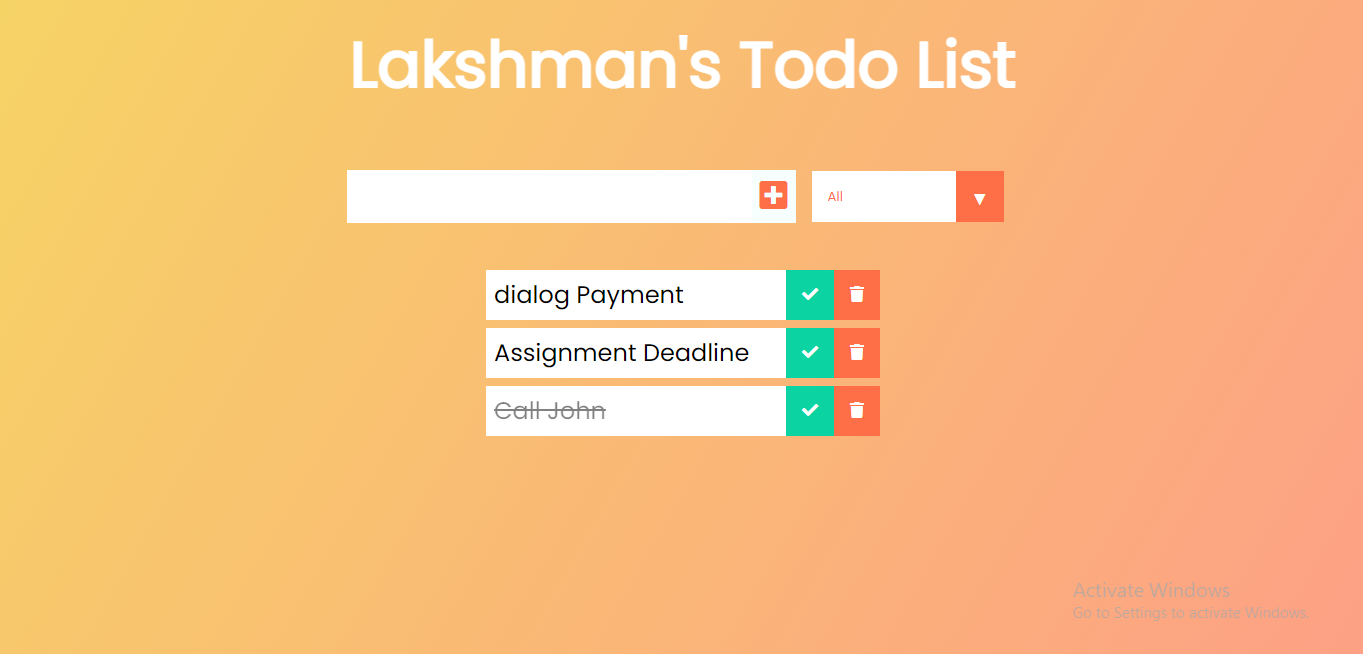 Lakshman's Todo List
All
dialog Payment
Assignment Deadline
Call John
Activate Windows
Go to Settings to activate Windows.